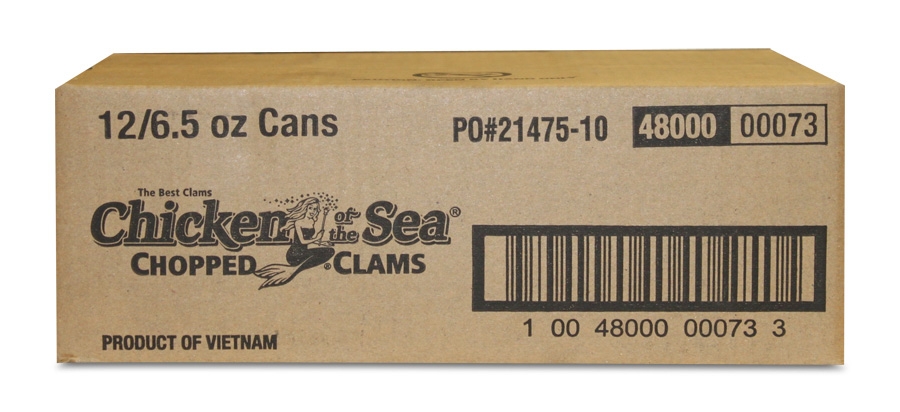 12/6.5 oz Cans
PO#21475-10
48000 00073
The Best Clams
Chicken of the Sea®
CHOPPED ® CLAMS
1 00 48000 00073 3
PRODUCT OF VIETNAM